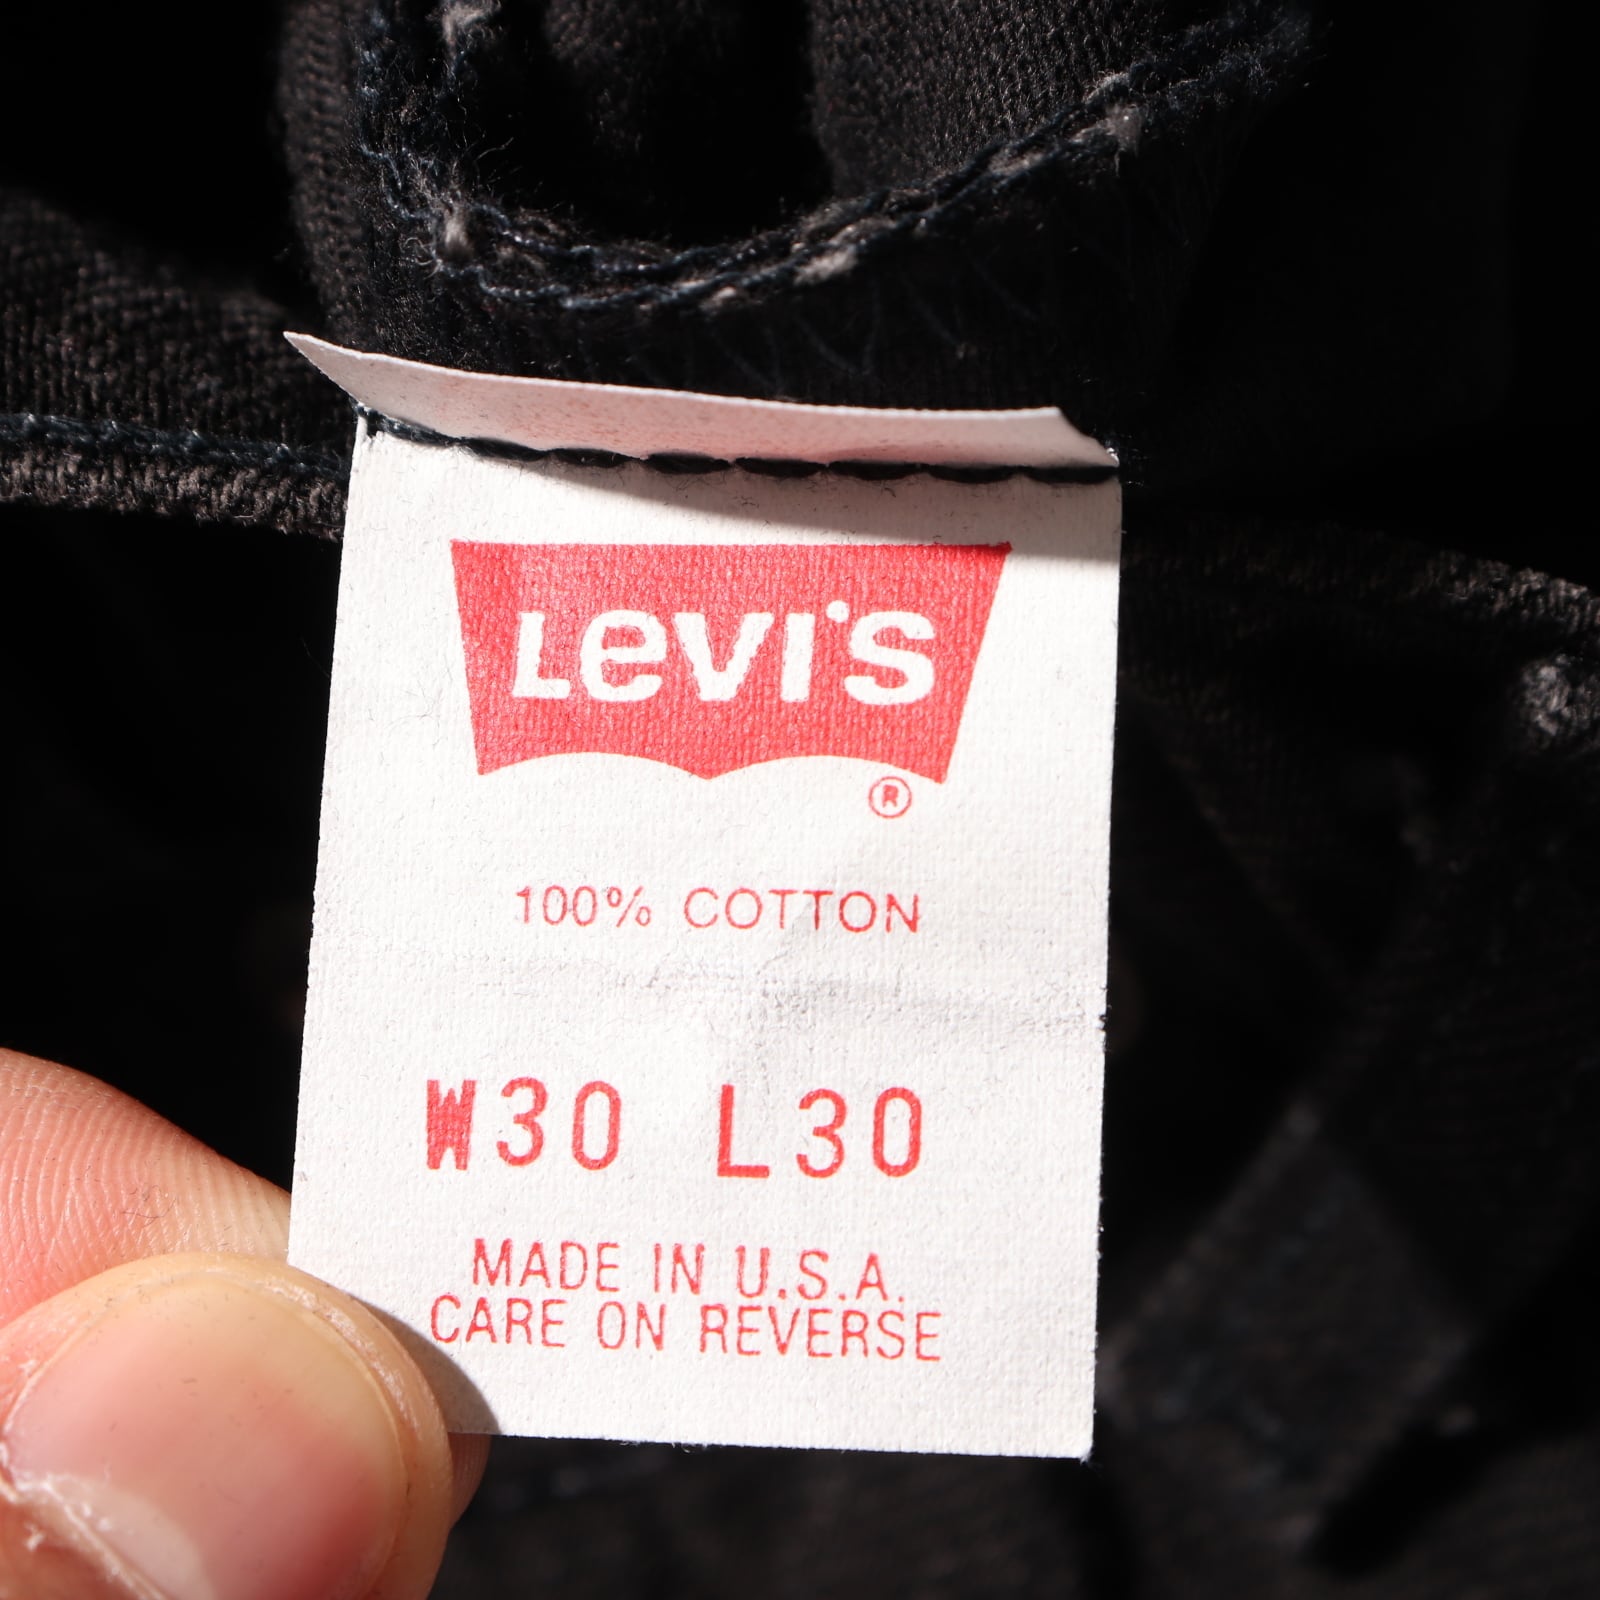 Levi's
®
100% COTTON
W30 L30
MADE IN U.S.A.
CARE ON REVERSE